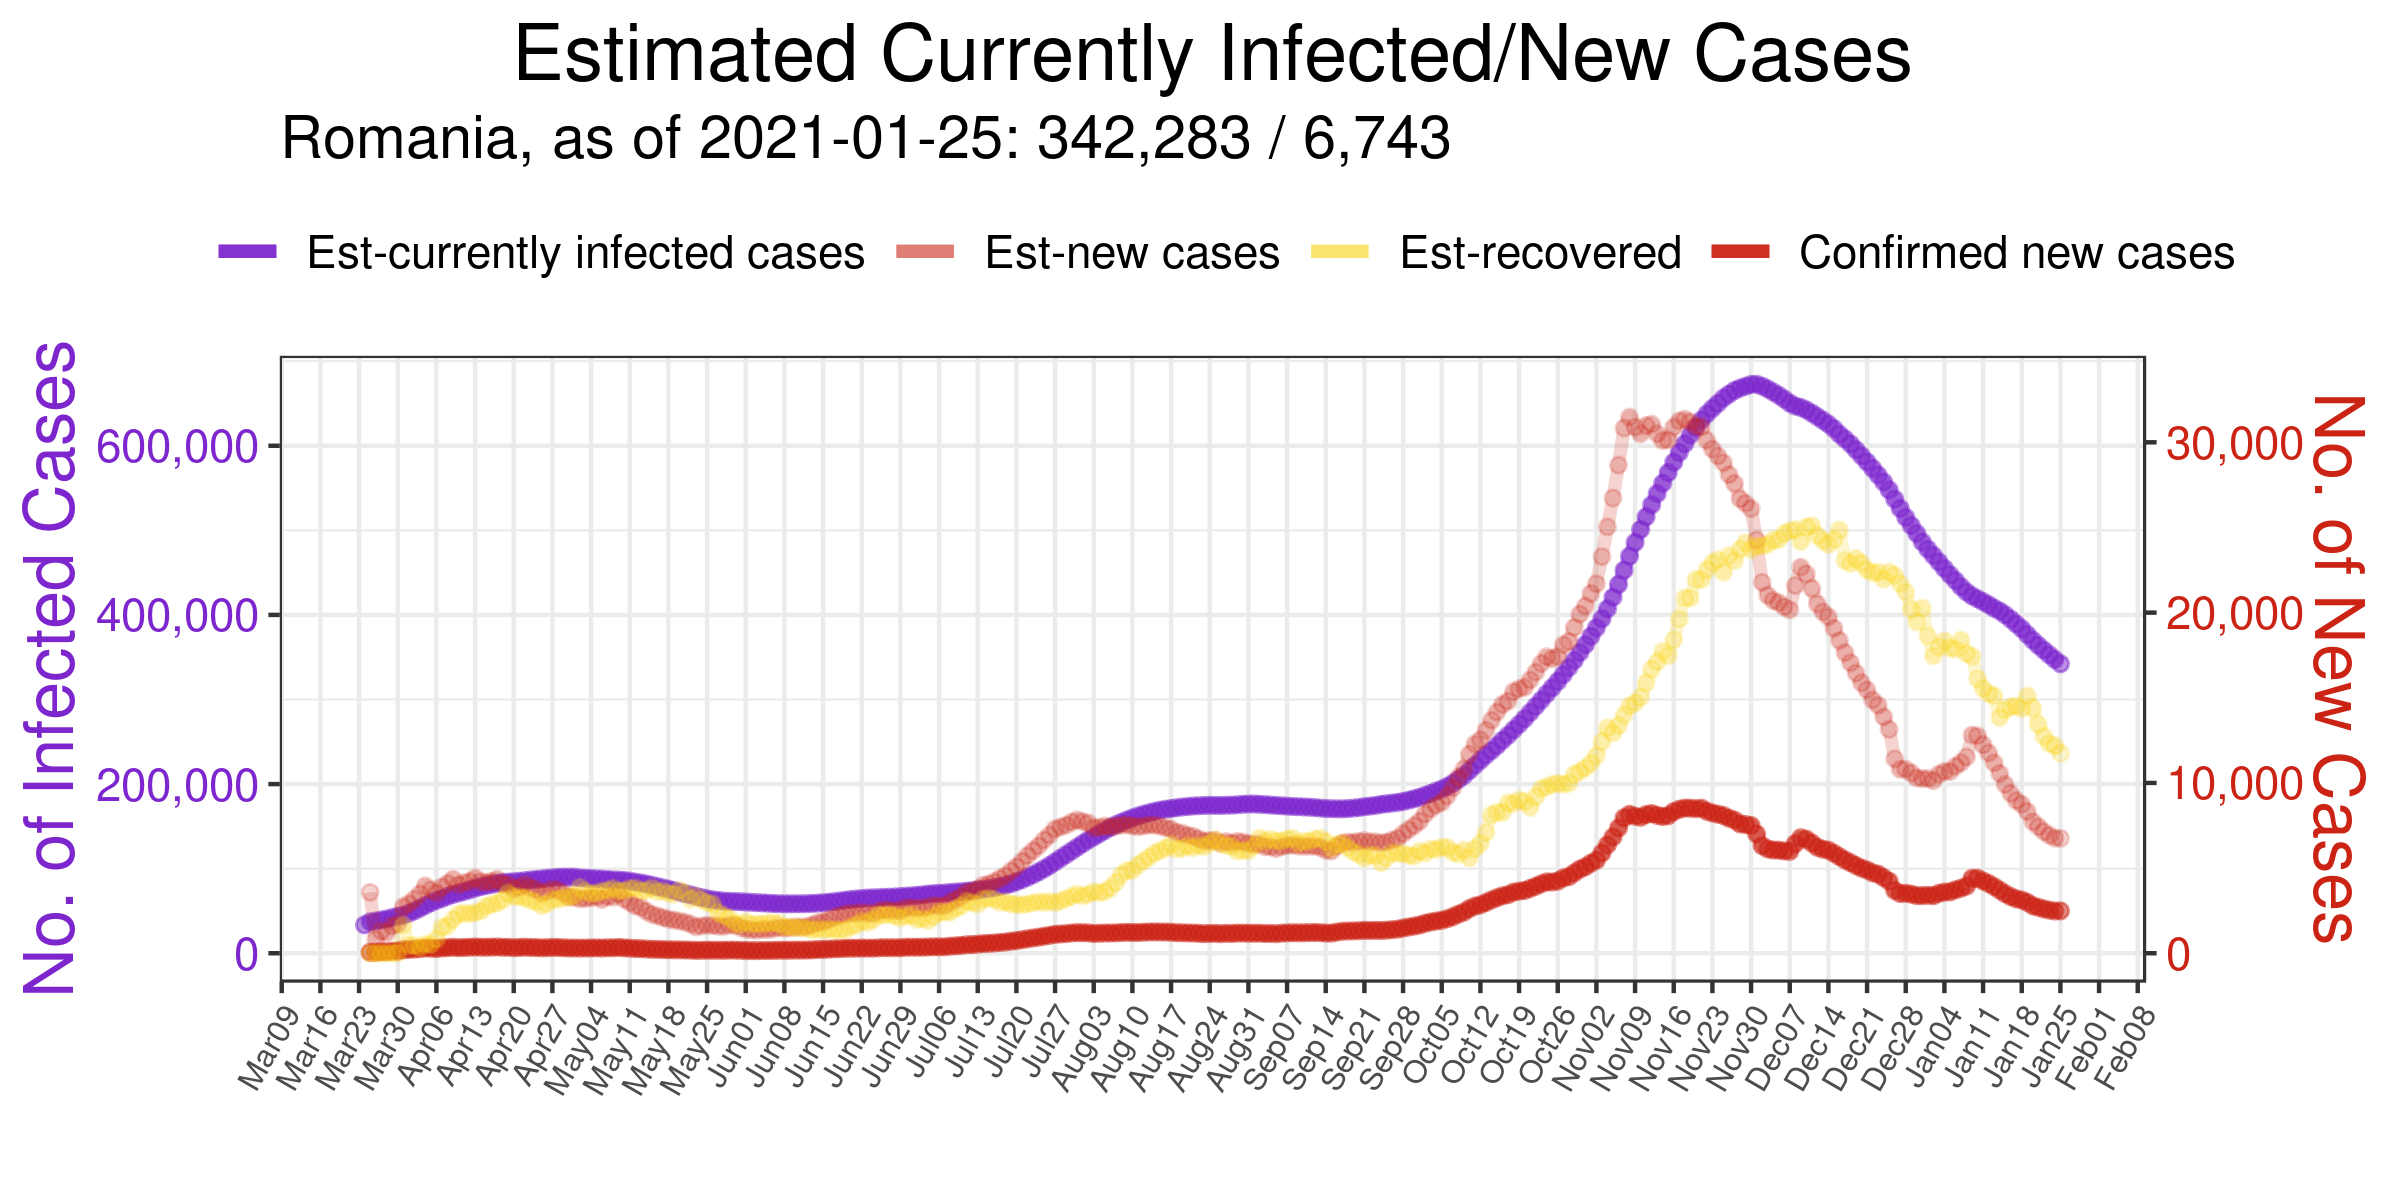 Estimated Currently Infected/New Cases
Romania, as of 2021-01-25: 342,283 / 6,743
Est-currently infected cases Est-new cases Est-recovered Confirmed new cases
No. of Infected Cases
600,000
400,000
200,000
0
30,000
20,000
10,000
0
No. of New Cases
Mar09 Mar16 Mar23 Mar30 Apr06 Apr13 Apr20 Apr27 May04 May11 May18 May25 Jun01 Jun08 Jun15 Jun22 Jun29 Jul06 Jul13 Jul20 Jul27 Aug03 Aug10 Aug17 Aug24 Aug31 Sep07 Sep14 Sep21 Sep28 Oct05 Oct12 Oct19 Oct26 Nov02 Nov09 Nov16 Nov23 Nov30 Dec07 Dec14 Dec21 Dec28 Jan04 Jan11 Jan18 Jan25 Feb01 Feb08